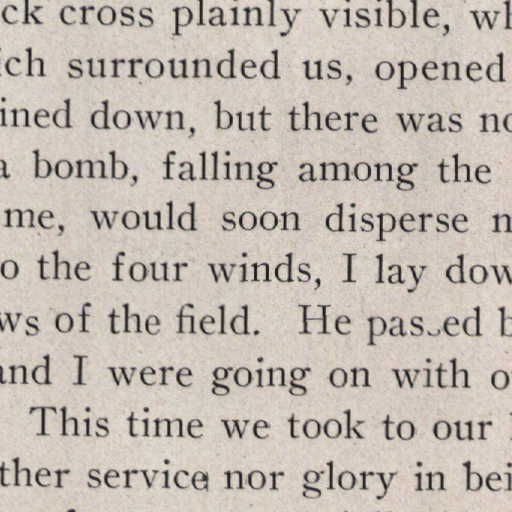 ck cross plainly visible, wh
ich surrounded us, opened
ined down, but there was no
a bomb, falling among the
me, would soon disperse
o the four winds, I lay dow
ws of the field. He passed b
and I were going on with o
This time we took to our
ther service nor glory in bei